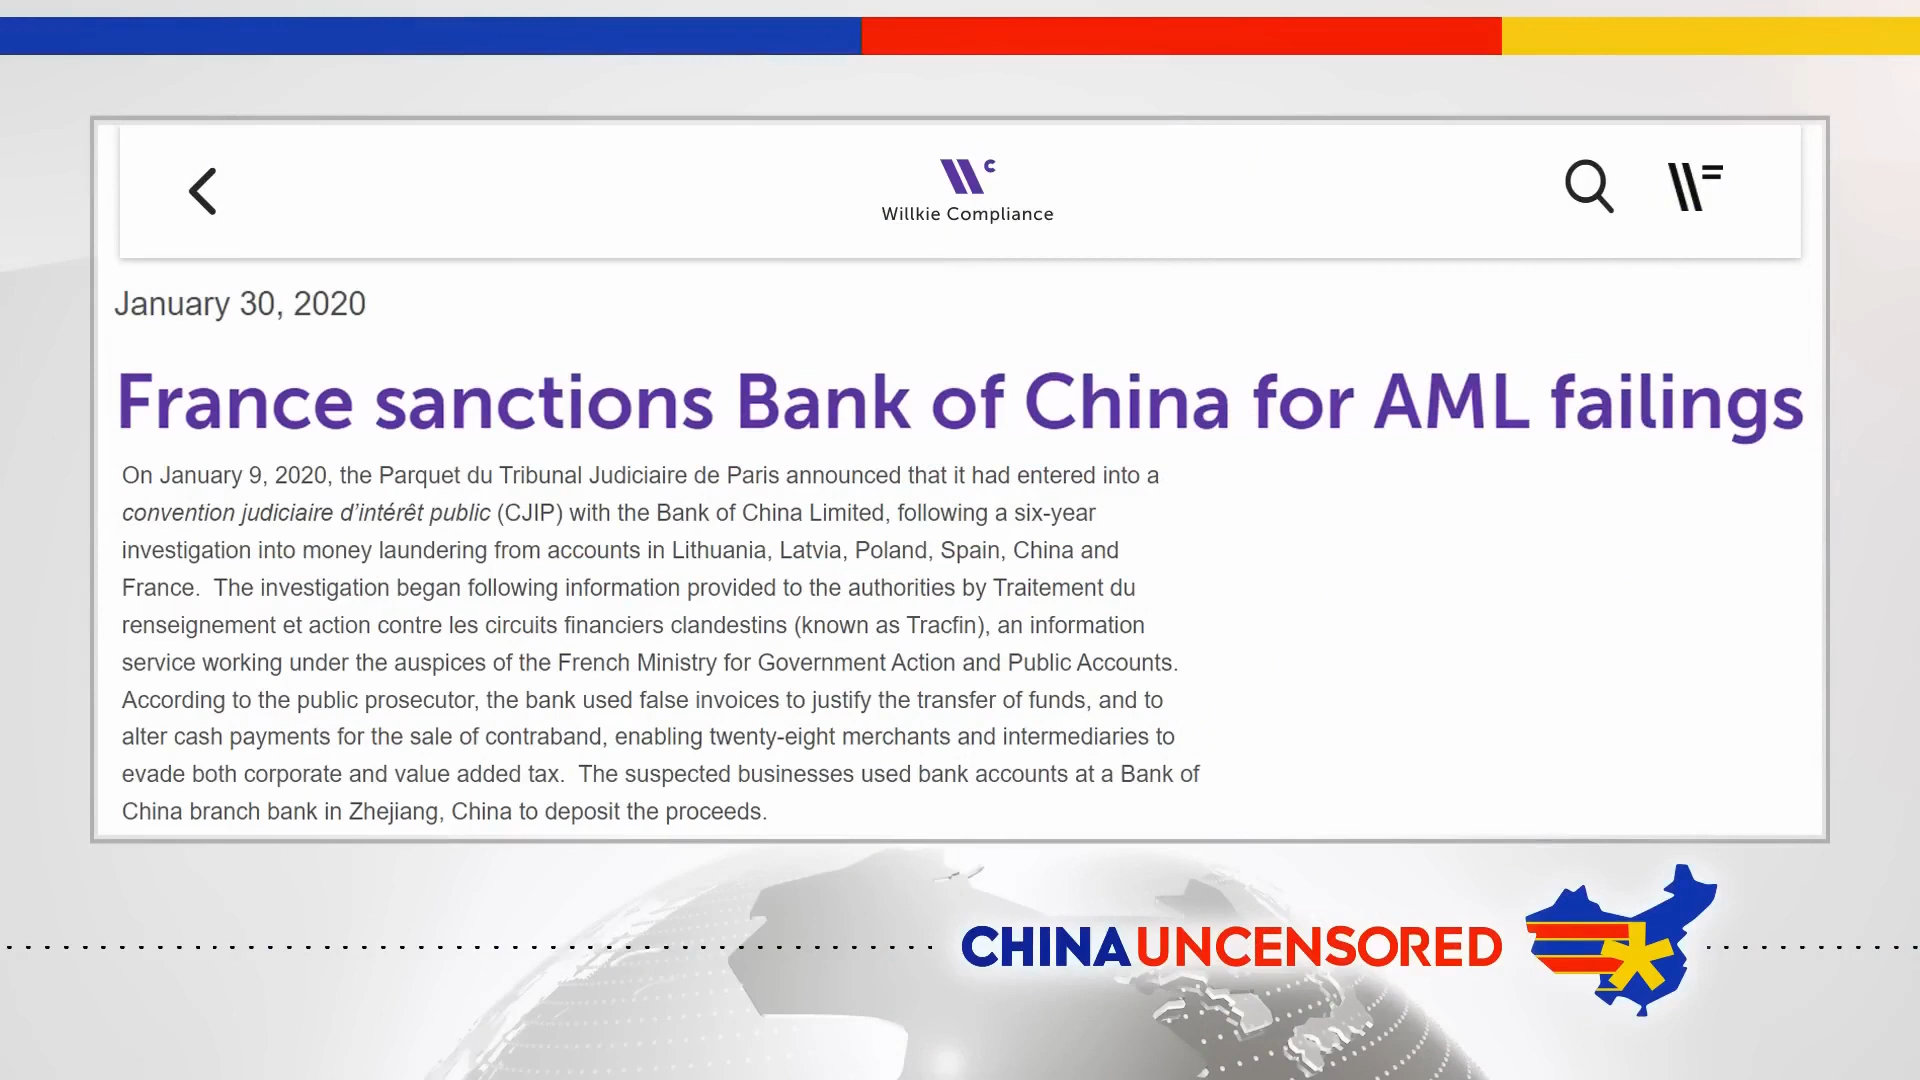 Willkie Compliance
January 30, 2020
France sanctions Bank of China for AML failings
On January 9, 2020, the Parquet du Tribunal Judiciaire de Paris announced that it had entered into a
convention judiciaire d’intérêt public (CJIP) with the Bank of China Limited, following a six-year
investigation into money laundering from accounts in Lithuania, Latvia, Poland, Spain, China and
France.  The investigation began following information provided to the authorities by Traitement du
renseignement et action contre les circuits financiers clandestins (known as Tracfin), an information
service working under the auspices of the French Ministry for Government Action and Public Accounts.
According to the public prosecutor, the bank used false invoices to justify the transfer of funds, and to
alter cash payments for the sale of contraband, enabling twenty-eight merchants and intermediaries to
evade both corporate and value added tax.  The suspected businesses used bank accounts at a Bank of
China branch bank in Zhejiang, China to deposit the proceeds.
CHINA UNCENSORED